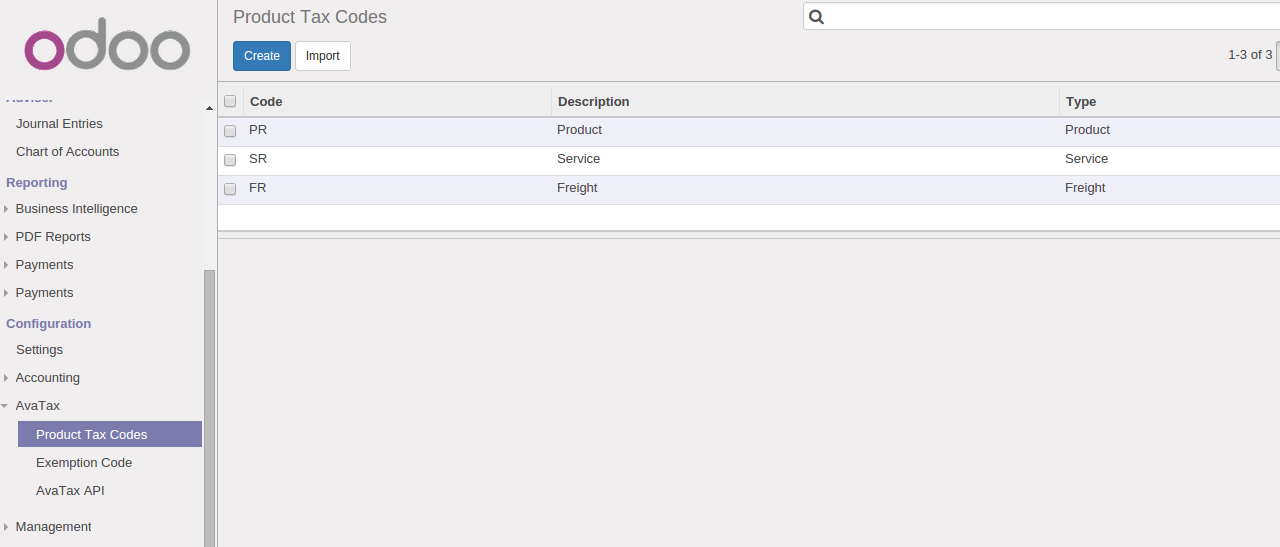 odoo
Adviser
Journal Entries
Chart of Accounts
Reporting
Business Intelligence
PDF Reports
Payments
Payments
Configuration
Settings
Accounting
AvaTax
Product Tax Codes
Exemption Code
AvaTax API
Management
Product Tax Codes
Create Import
1-3 of 3
Code Description Type
PR Product Product
SR Service Service
FR Freight Freight